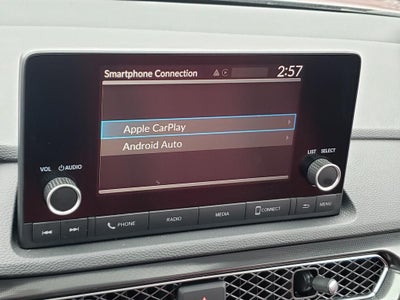 Smartphone Connection
2:57
Apple CarPlay
Android Auto
LIST SELECT
VOL AUDIO
PHONE RADIO MEDIA CONNECT MENU